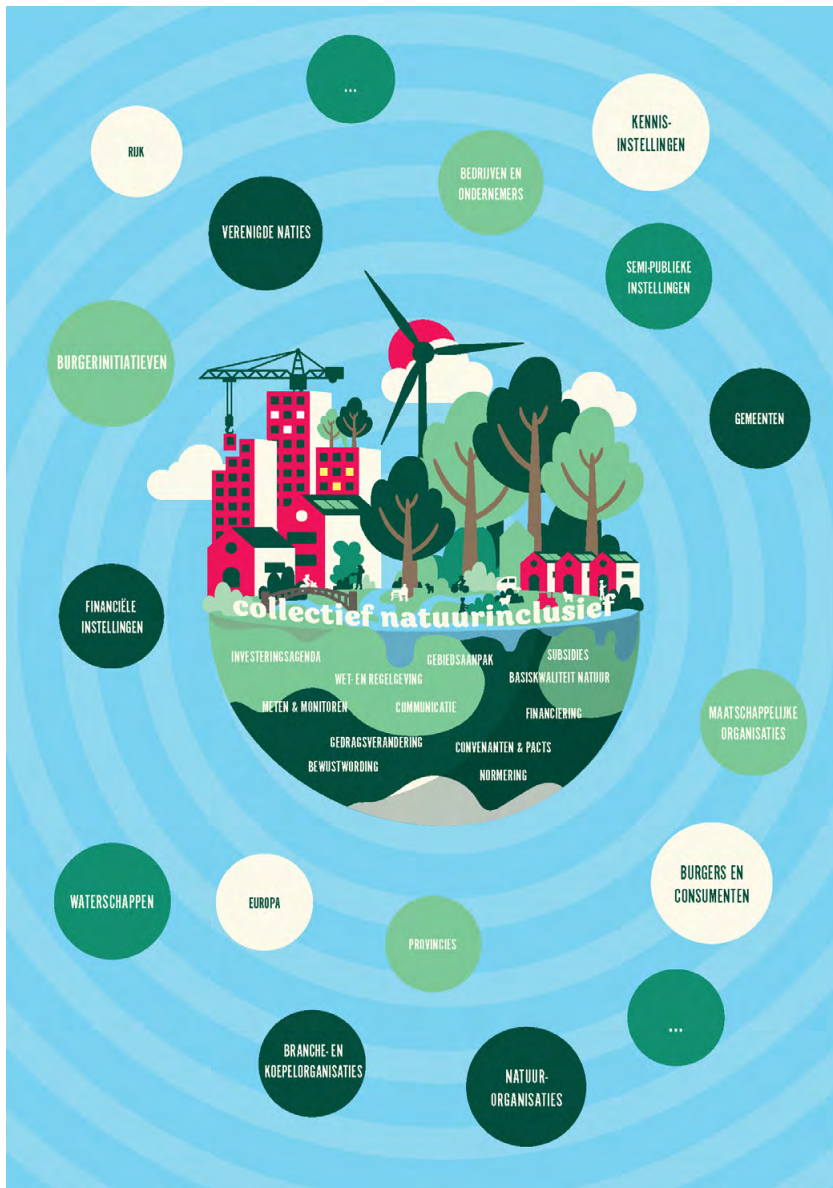 ...
KENNIS-
INSTELLINGEN
RIJK
BEDRIJVEN EN
ONDERNEMERS
VERENIGDE NATIES
SEMI-PUBLIEKE
INSTELLINGEN
BURGERINITIATIEVEN
GEMEENTEN
FINANCIËLE
INSTELLINGEN
collectief natuurinclusief
INVESTERINGSAGENDA
GEBIEDSAANPAK
SUBSIDIES
WET- EN REGELGEVING
BASISKWALITEIT NATUUR
METEN & MONITOREN
COMMUNICATIE
FINANCIERING
GEDRAGSVERANDERING
CONVENANTEN & PACTS
BEWUSTWORDING
NORMERING
MAATSCHAPPELIJKE
ORGANISATIES
BURGERS EN
CONSUMENTEN
WATERSCHAPPEN
EUROPA
PROVINCIES
...
BRANCHE- EN
KOEPELORGANISATIES
NATUUR-
ORGANISATIES